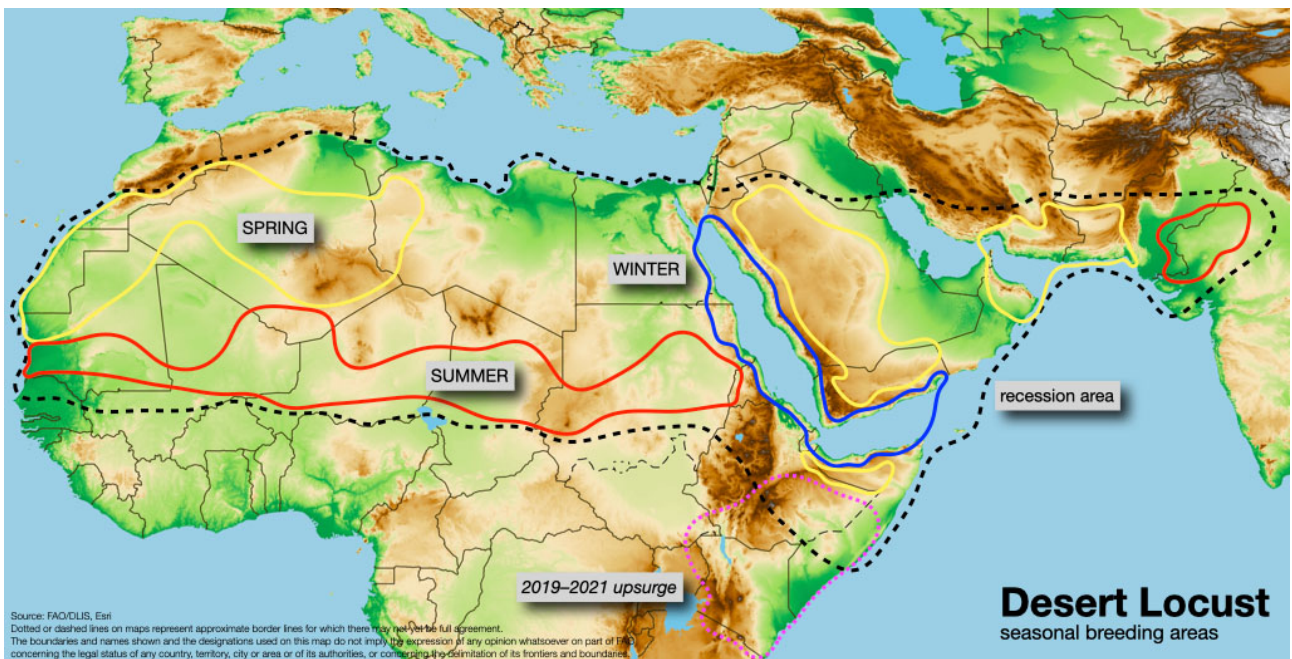 SPRING
WINTER
SUMMER
recession area
2019–2021 upsurge
Desert Locust
seasonal breeding areas
Source: FAO/DLIS, Esri
Dotted or dashed lines on maps represent approximate border lines for which there may not yet be full agreement.
The boundaries and names shown and the designations used on this map do not imply the expression of any opinion whatsoever on part of FAO
concerning the legal status of any country, territory, city or area or of its authorities, or concerning the delimitation of its frontiers and boundaries.